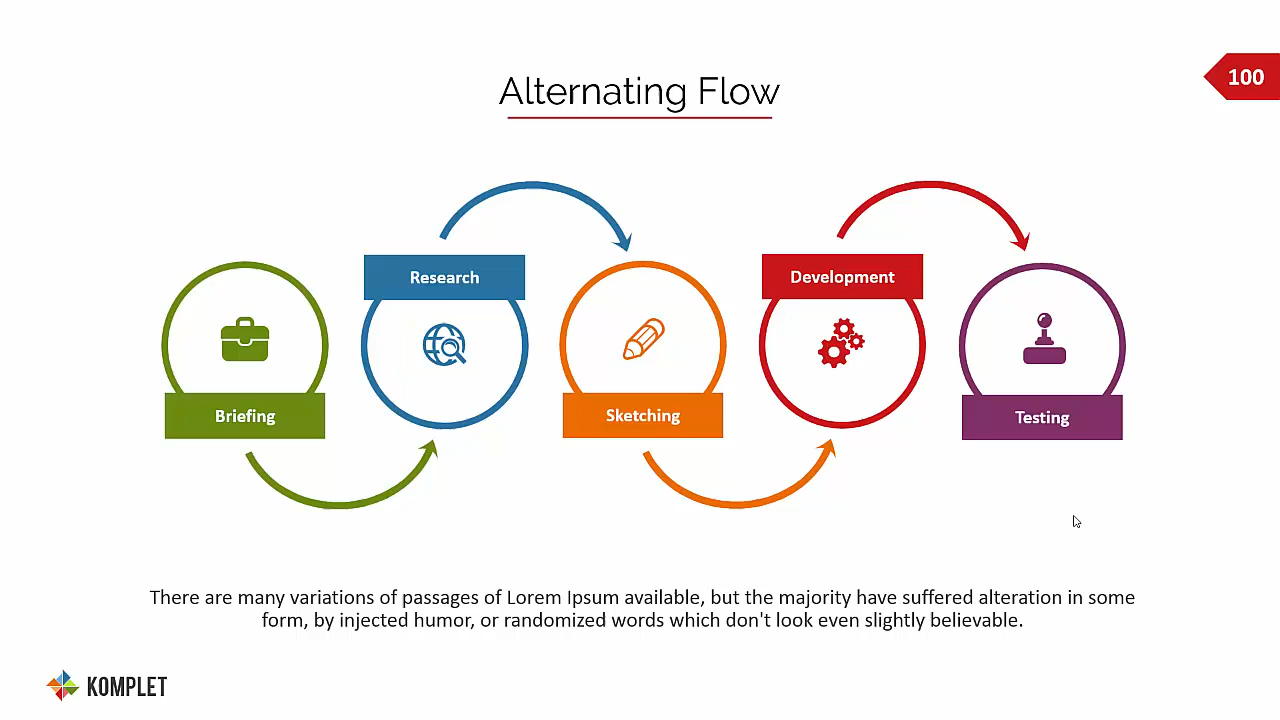 Alternating Flow
100
Research
Development
Briefing
Sketching
Testing
There are many variations of passages of Lorem Ipsum available, but the majority have suffered alteration in some
form, by injected humor, or randomized words which don't look even slightly believable.
KOMPLET